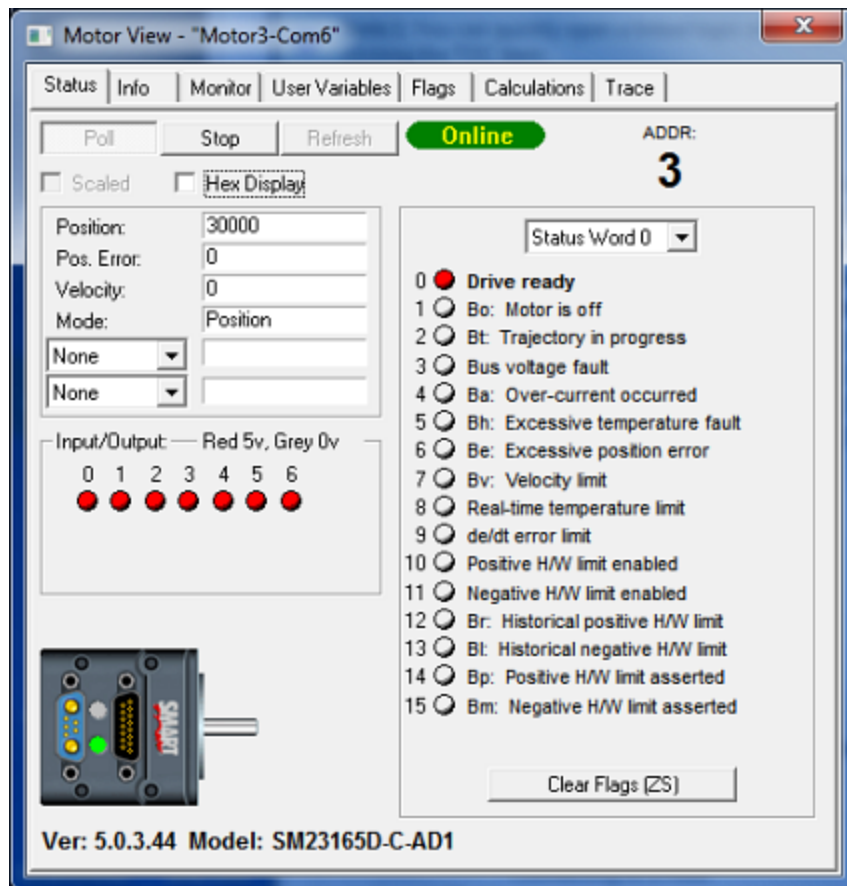 Motor View - "Motor3-Com6"
Status Info Monitor User Variables Flags Calculations Trace
Poll Stop Refresh Online ADDR:
3
Scaled Hex Display
Position: 30000
Pos. Error: 0
Velocity: 0
Mode: Position
None
None
Input/Output: Red 5v, Grey 0v
0 1 2 3 4 5 6
SMART
Status Word 0
0 Drive ready
1 Bo: Motor is off
2 Bt: Trajectory in progress
3 Bus voltage fault
4 Ba: Over-current occurred
5 Bh: Excessive temperature fault
6 Be: Excessive position error
7 Bv: Velocity limit
8 Real-time temperature limit
9 de/dt error limit
10 Positive H/W limit enabled
11 Negative H/W limit enabled
12 Br: Historical positive H/W limit
13 Bl: Historical negative H/W limit
14 Bp: Positive H/W limit asserted
15 Bm: Negative H/W limit asserted
Clear Flags (ZS)
Ver: 5.0.3.44 Model: SM23165D-C-AD1